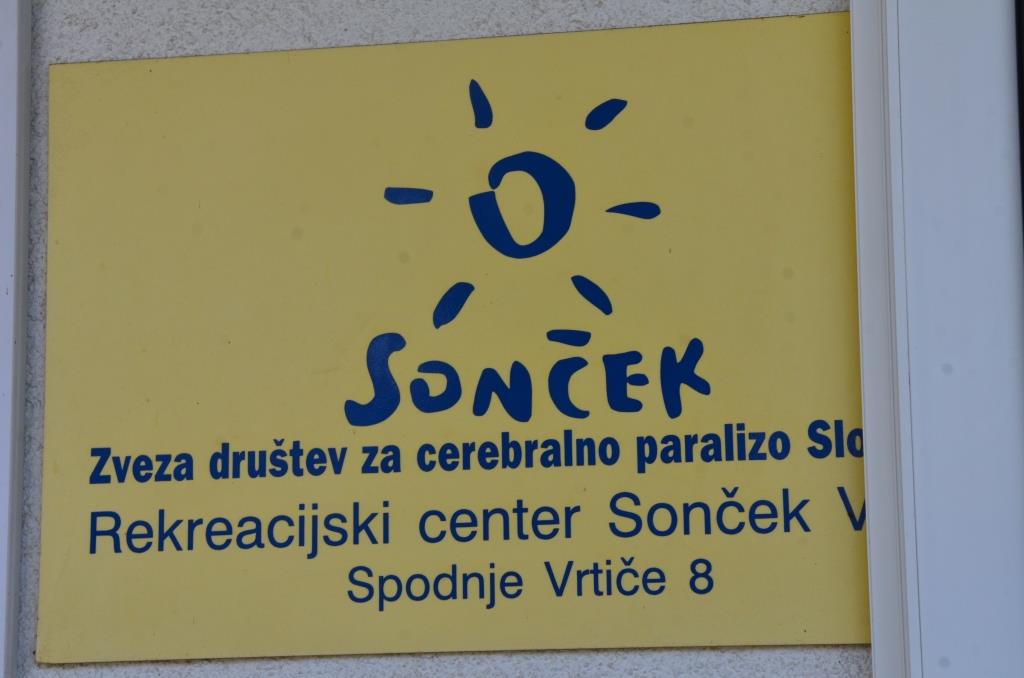 SONČEK
Zveza društev za cerebralno paralizo Slo
Rekreacijski center Sonček V
Spodnje Vrtiče 8